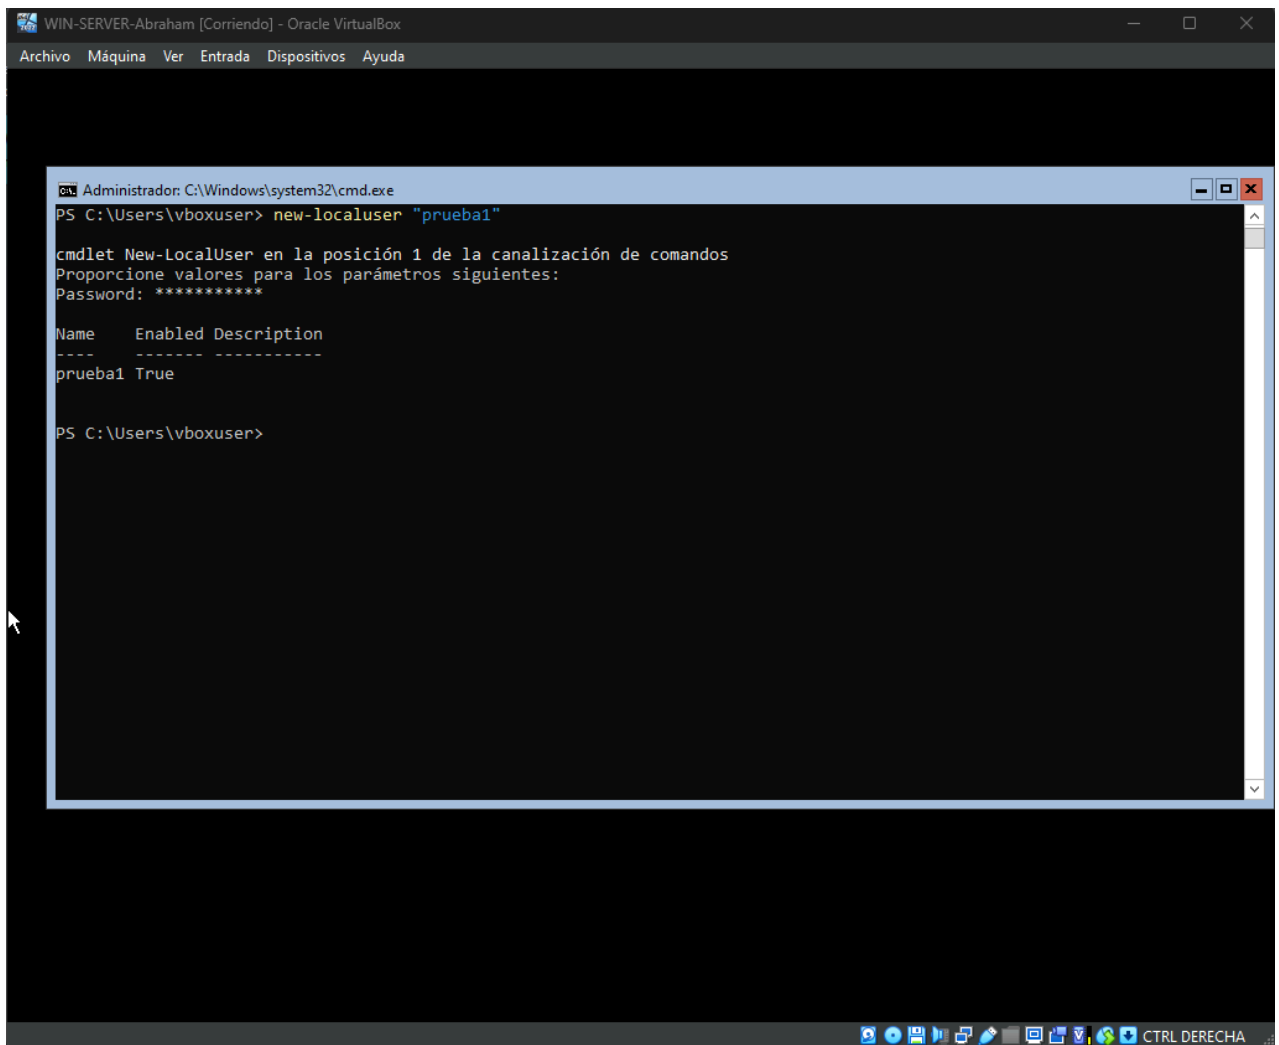 WIN-SERVER-Abraham [Corriendo] - Oracle VirtualBox
Archivo Máquina Ver Entrada Dispositivos Ayuda
Administrador: C:\Windows\system32\cmd.exe
PS C:\Users\vboxuser> new-localuser "prueba1"
cmdlet New-LocalUser en la posición 1 de la canalización de comandos
Proporcione valores para los parámetros siguientes:
Password: ***********
Name    Enabled Description
----    ------- -----------
prueba1 True
PS C:\Users\vboxuser>
CTRL DERECHA